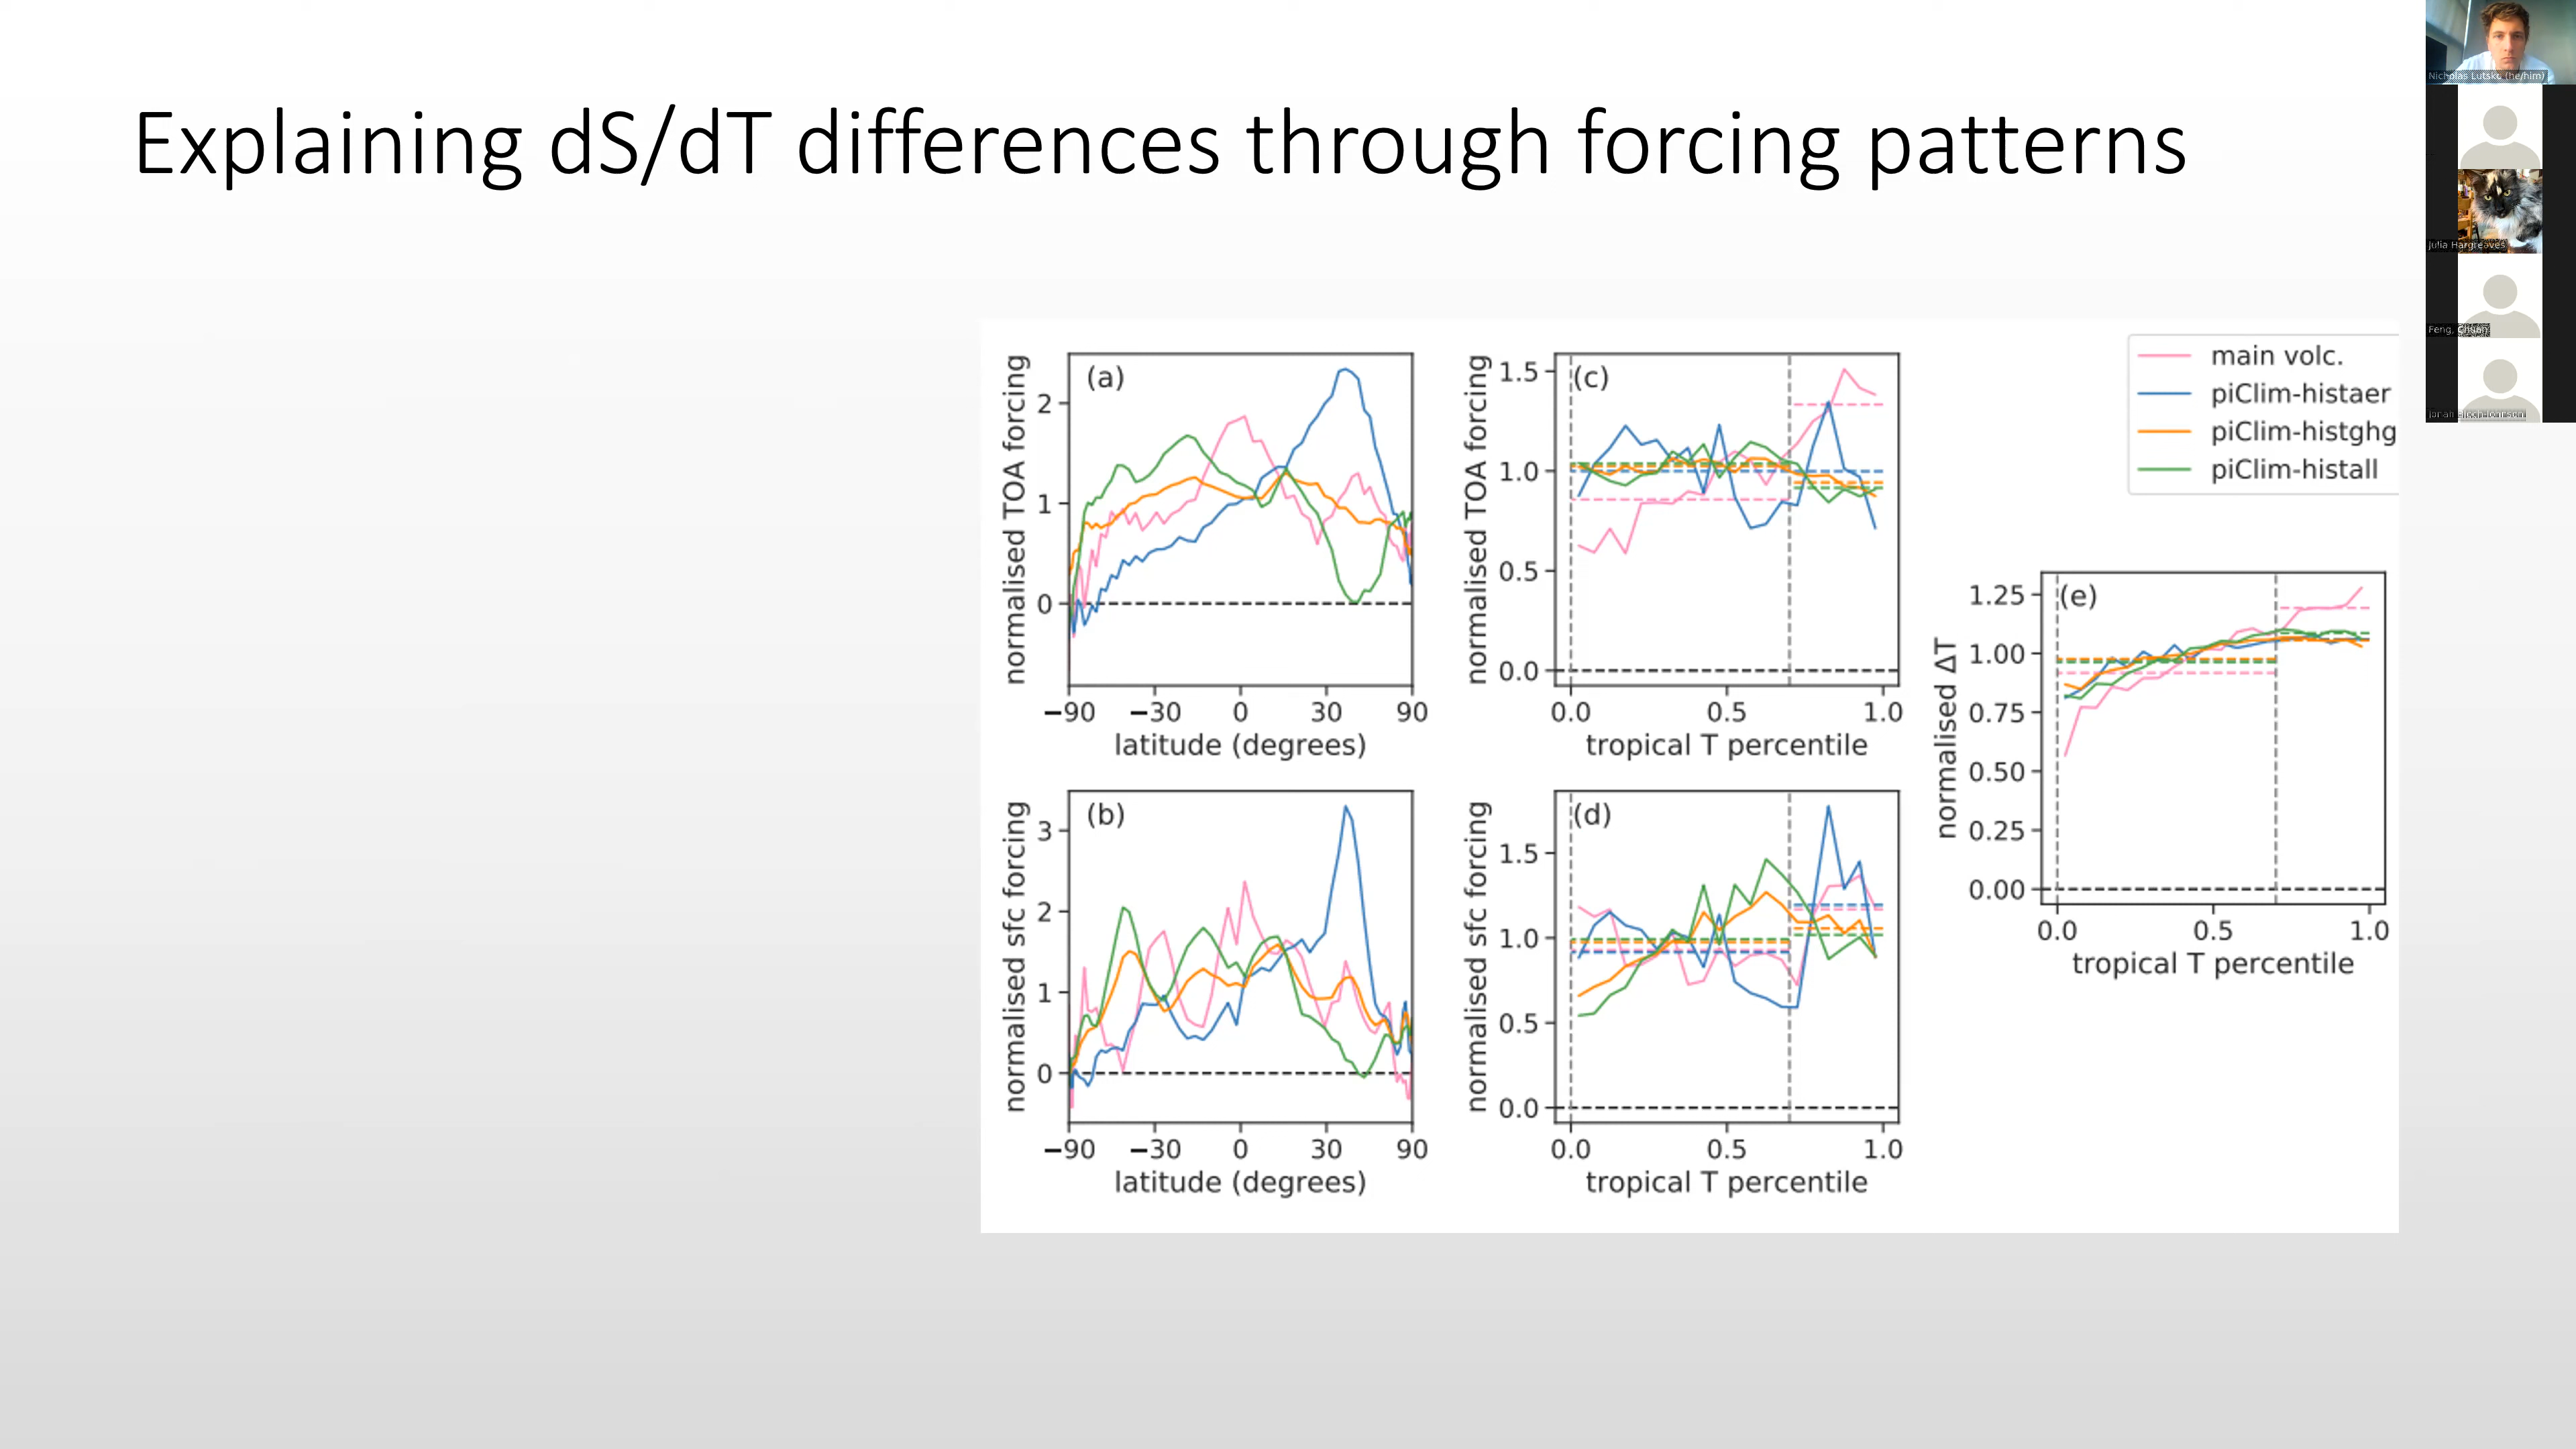 Explaining dS/dT differences through forcing patterns
Nicholas Lutsko (he/him)
Julia Hargreaves
Feng,
main volc.
piClim-histaer
piClim-histghg
piClim-histall
(a)
normalised TOA forcing
2
1
0
−90 −30 0 30 90
latitude (degrees)
(c)
normalised TOA forcing
1.5
1.0
0.5
0.0
0.0 0.5 1.0
tropical T percentile
(b)
normalised sfc forcing
3
2
1
0
−90 −30 0 30 90
latitude (degrees)
(d)
normalised sfc forcing
1.5
1.0
0.5
0.0
0.0 0.5 1.0
tropical T percentile
(e)
normalised ΔT
1.25
1.00
0.75
0.50
0.25
0.00
0.0 0.5 1.0
tropical T percentile